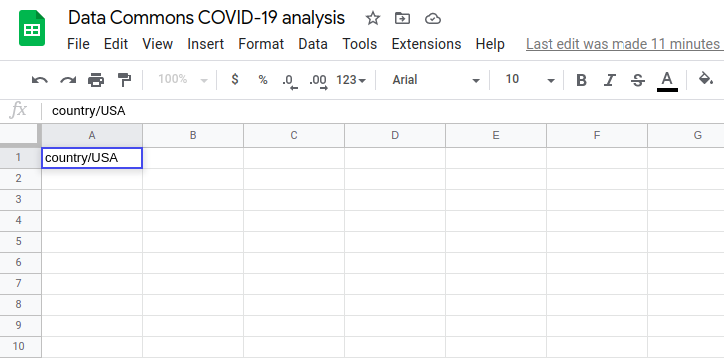 Data Commons COVID-19 analysis
File Edit View Insert Format Data Tools Extensions Help Last edit was made 11 minutes
100% $ % .0 .00 123 Arial 10 B I S A
fx country/USA
A B C D E F G
1 country/USA
2
3
4
5
6
7
8
9
10